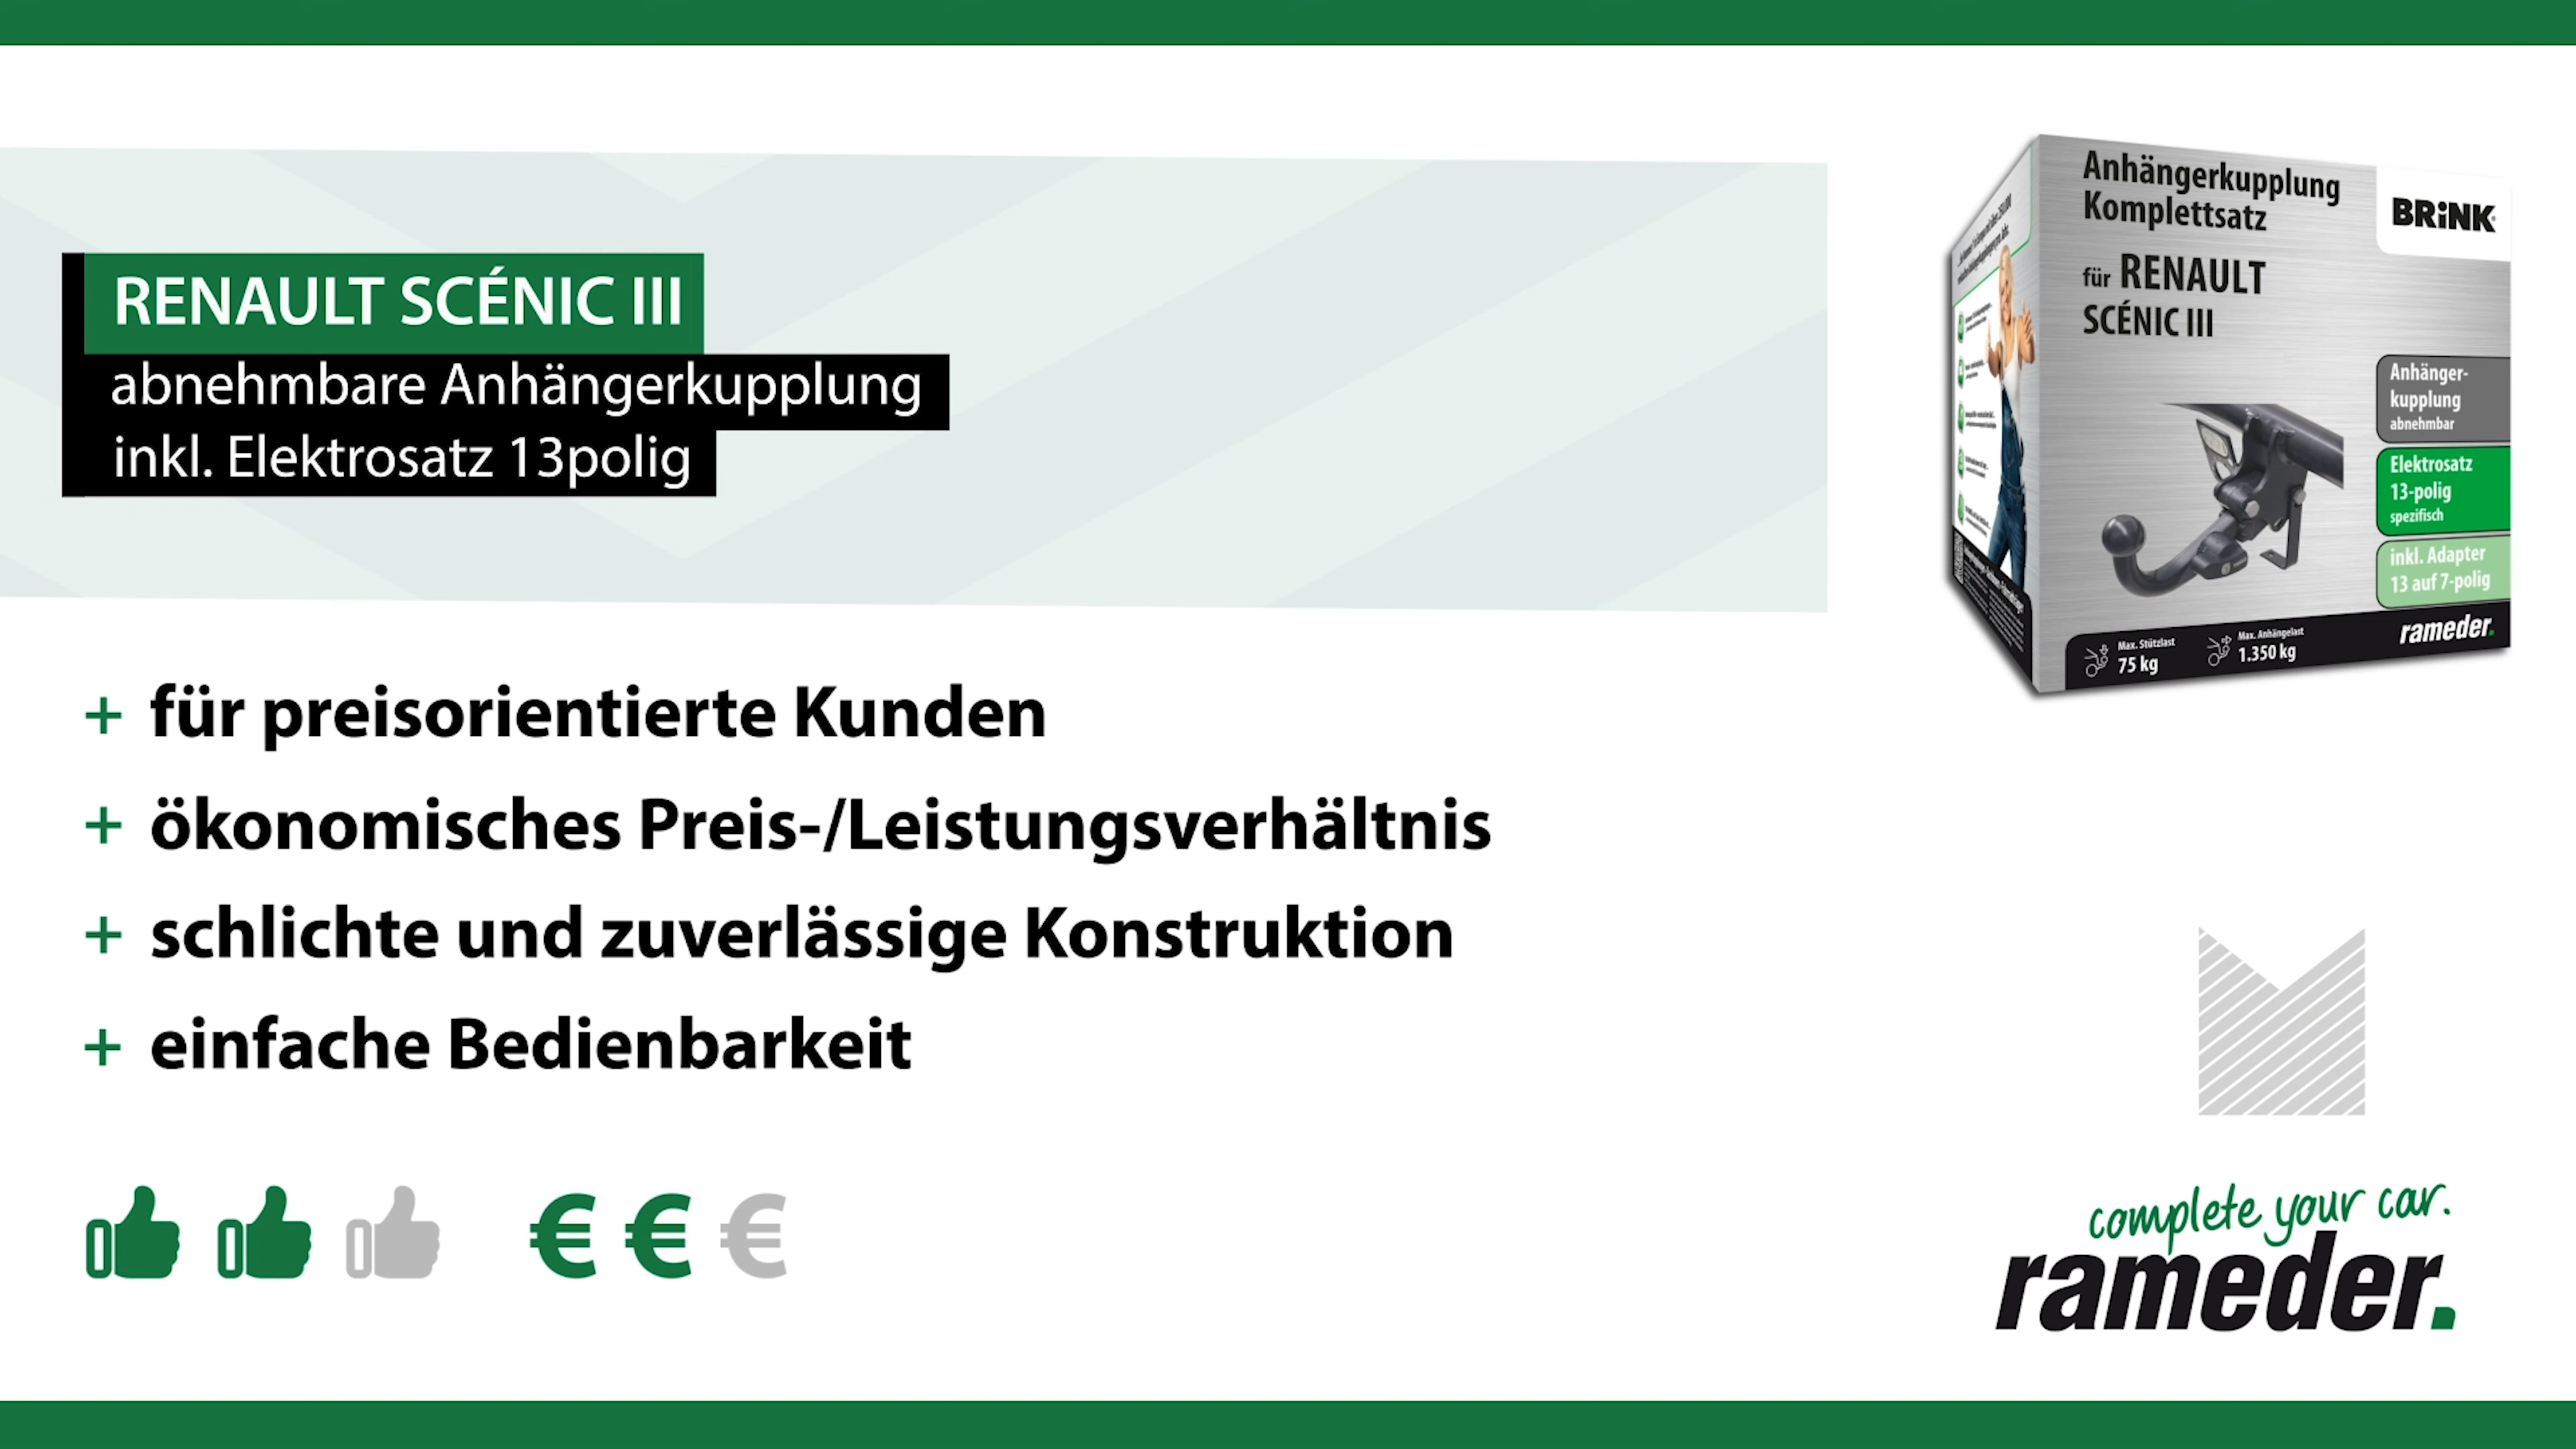 RENAULT SCÉNIC III
abnehmbare Anhängerkupplung
inkl. Elektrosatz 13polig
+ für preisorientierte Kunden
+ ökonomisches Preis-/Leistungsverhältnis
+ schlichte und zuverlässige Konstruktion
+ einfache Bedienbarkeit
€ € €
Anhängerkupplung
Komplettsatz
für RENAULT
SCÉNIC III
BRiNK
Anhänger-
kupplung
abnehmbar
Elektrosatz
13-polig
spezifisch
inkl. Adapter
13 auf 7-polig
Max. Stützlast
75 kg
Max. Anhängelast
1.350 kg
rameder.
complete your car.
rameder.